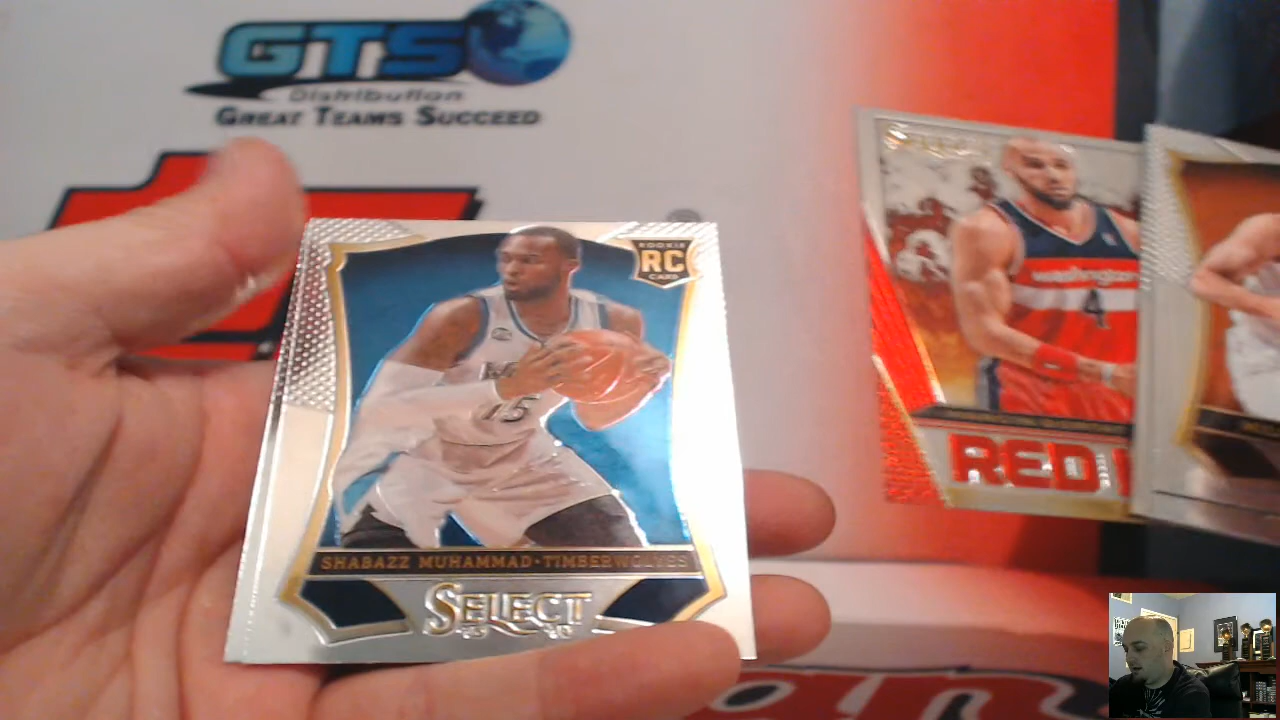 GTS
Distribution
GREAT TEAMS SUCCEED
ROOKIE
RC
CARD
15
SHABAZZ MUHAMMAD • TIMBERWOLVES
SELECT
washington
4
RED